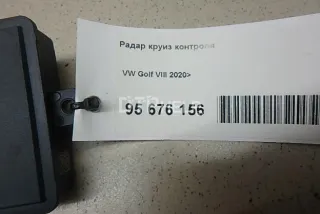 Радар круиз контроля
VW Golf VIII 2020>
95 676 156